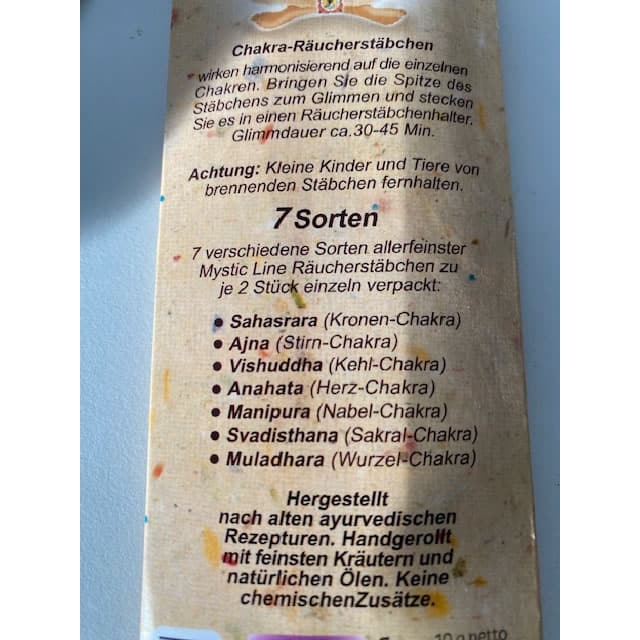 Chakra-Räucherstäbchen
wirken harmonisierend auf die einzelnen
Chakren. Bringen SIe die Spitze des
Stäbchens zum Glimmen und stecken
Sie es in einen Räucherstäbchenhalter.
Glimmdauer ca.30-45 Min.
Achtung: Kleine Kinder und Tiere von
brennenden Stäbchen fernhalten.
7 Sorten
7 verschiedene Sorten allerfeinster
Mystic Line Räucherstäbchen zu
je 2 Stück einzeln verpackt:
• Sahasrara (Kronen-Chakra)
• Ajna (Stirn-Chakra)
• Vishuddha (Kehl-Chakra)
• Anahata (Herz-Chakra)
• Manipura (Nabel-Chakra)
• Svadisthana (Sakral-Chakra)
• Muladhara (Wurzel-Chakra)
Hergestellt
nach alten ayurvedischen
Rezepturen. Handgerollt
mit feinsten Kräutern und
natürlichen Ölen. Keine
chemischenZusätze.
netto